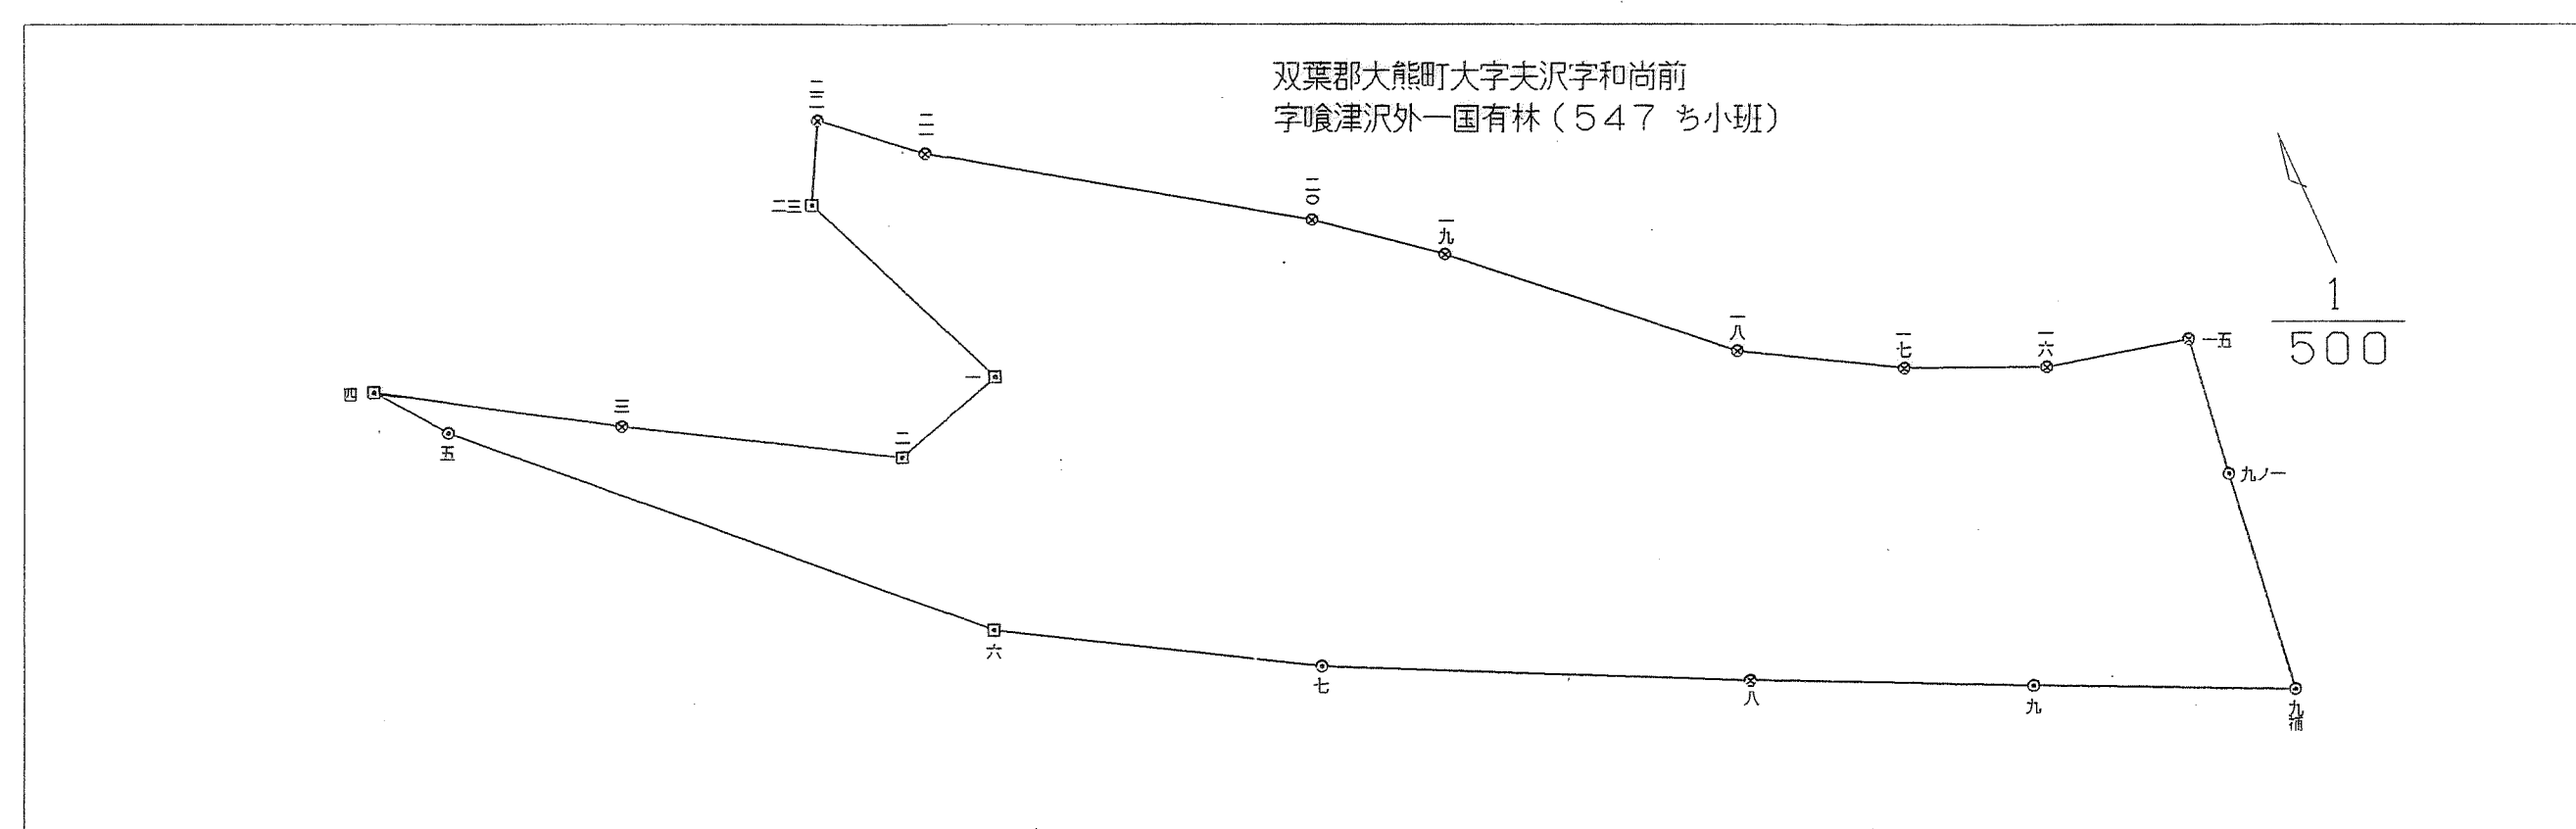 双葉郡大熊町大字夫沢字和尚前
字喰津沢外一国有林（547 ち小班）
二二
二一
二三
二〇
一九
一八
一七
一六
一五
1
500
一
四
三
二
五
九ノ一
六
七
八
九
九補